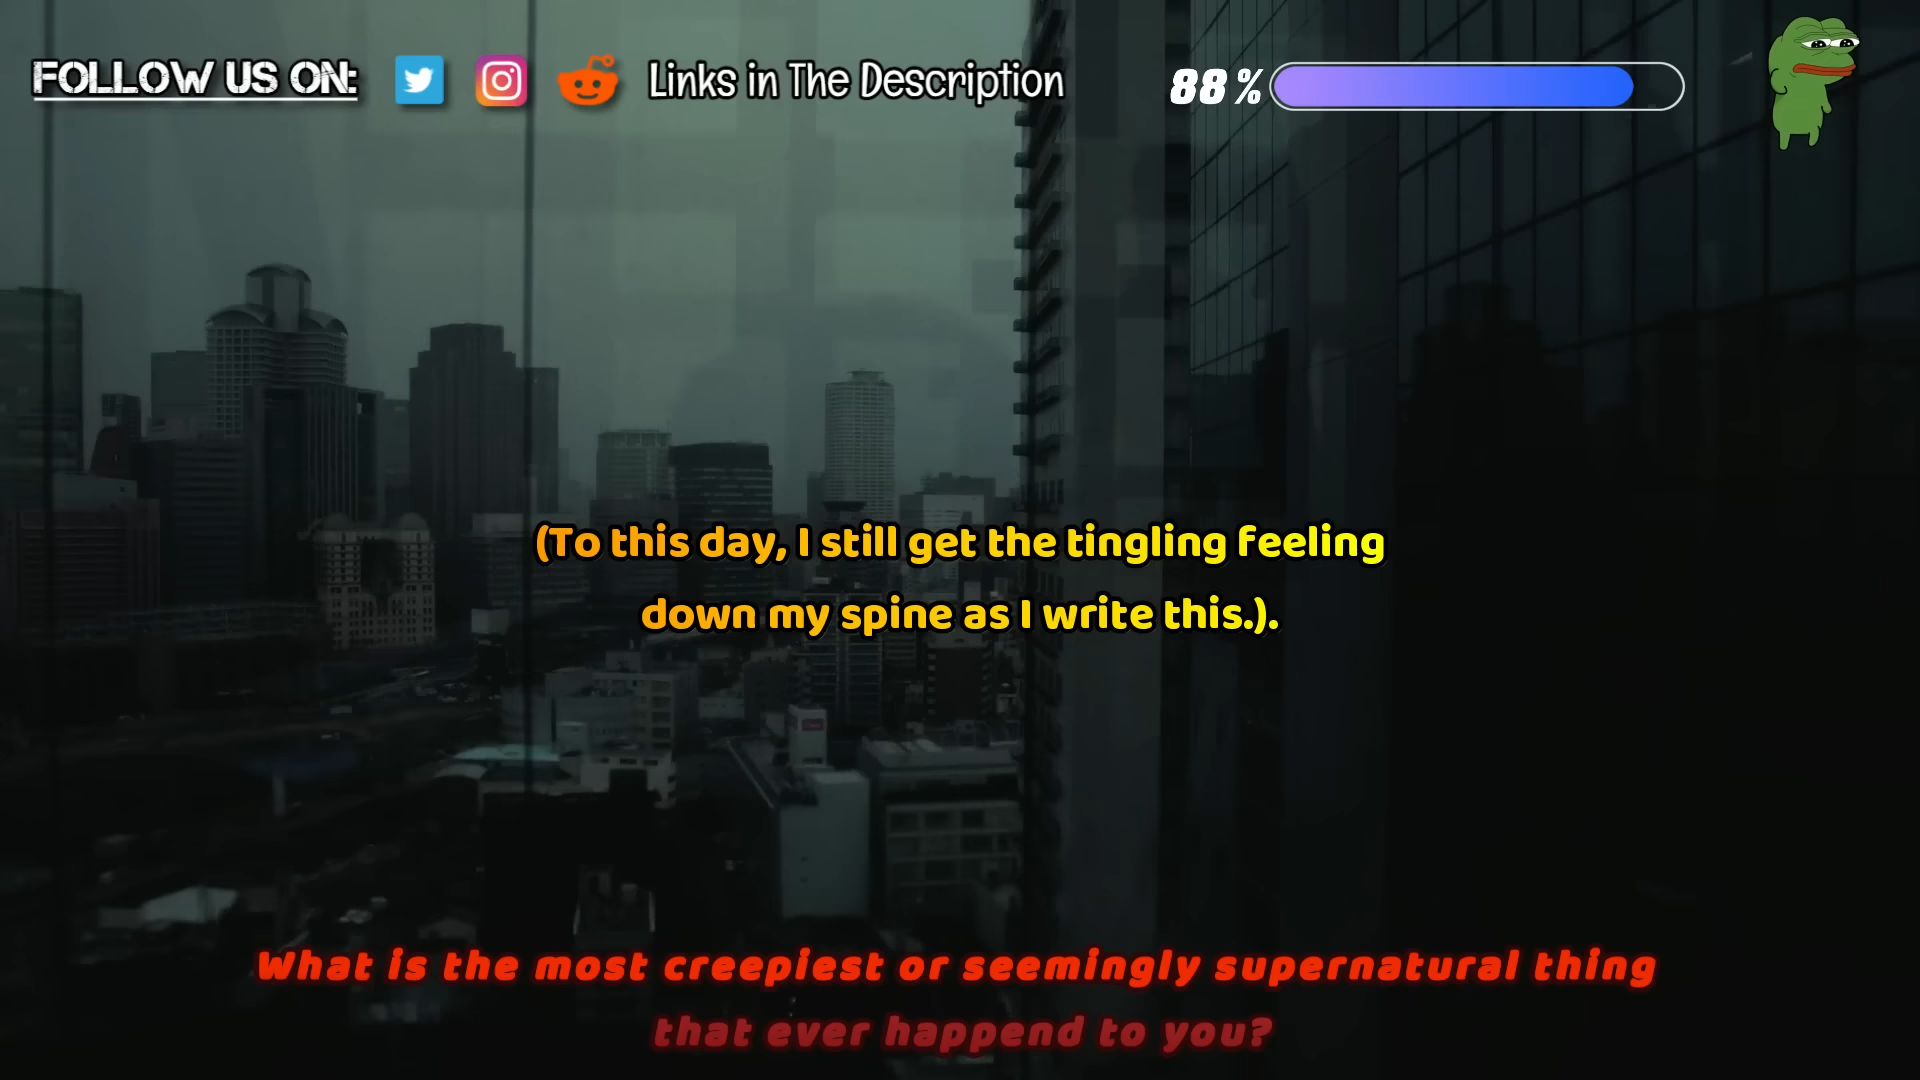 FOLLOW US ON:
Links in The Description
88%
(To this day, I still get the tingling feeling
down my spine as I write this.).
What is the most creepiest or seemingly supernatural thing
that ever happend to you?